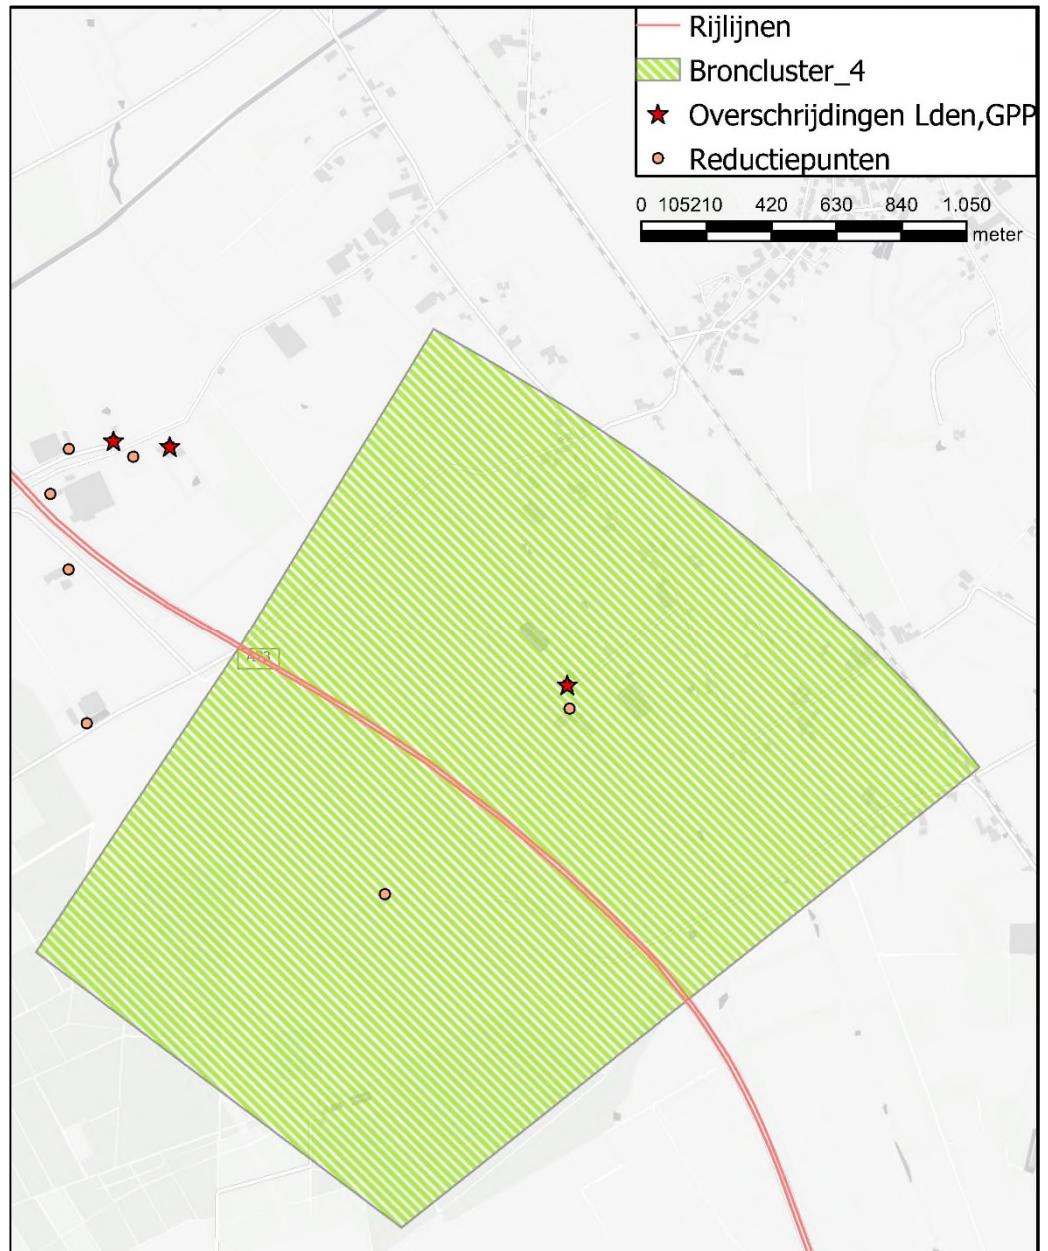 Rijlijnen
Broncluster_4
Overschrijdingen Lden,GPP
Reductiepunten
0 105210 420 630 840 1.050
meter